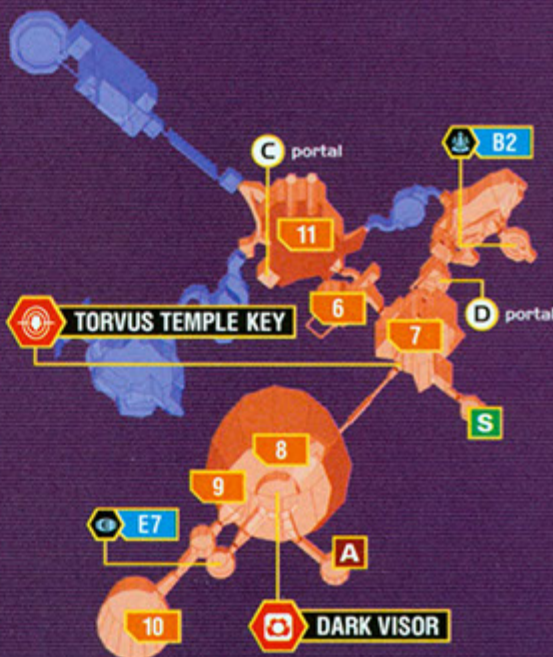 B2
C portal
11
6
TORVUS TEMPLE KEY
7
D portal
S
8
9
E7
A
10
DARK VISOR